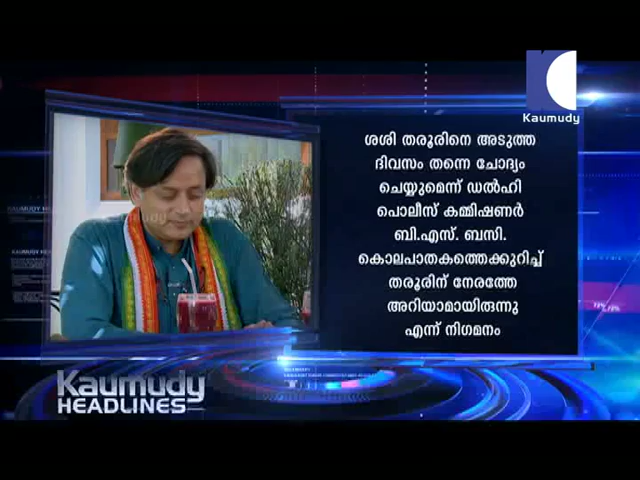 Kaumudy
ശശി തരൂരിനെ അടുത്ത
ദിവസം തന്നെ ചോദ്യം
ചെയ്യുമെന്ന് ഡൽഹി
പൊലീസ് കമ്മിഷണർ
ബി.എസ്. ബസി.
കൊലപാതകത്തെക്കുറിച്ച്
തരൂരിന് നേരത്തേ
അറിയാമായിരുന്നു
എന്ന് നിഗമനം
Kaumudy
HEADLINES